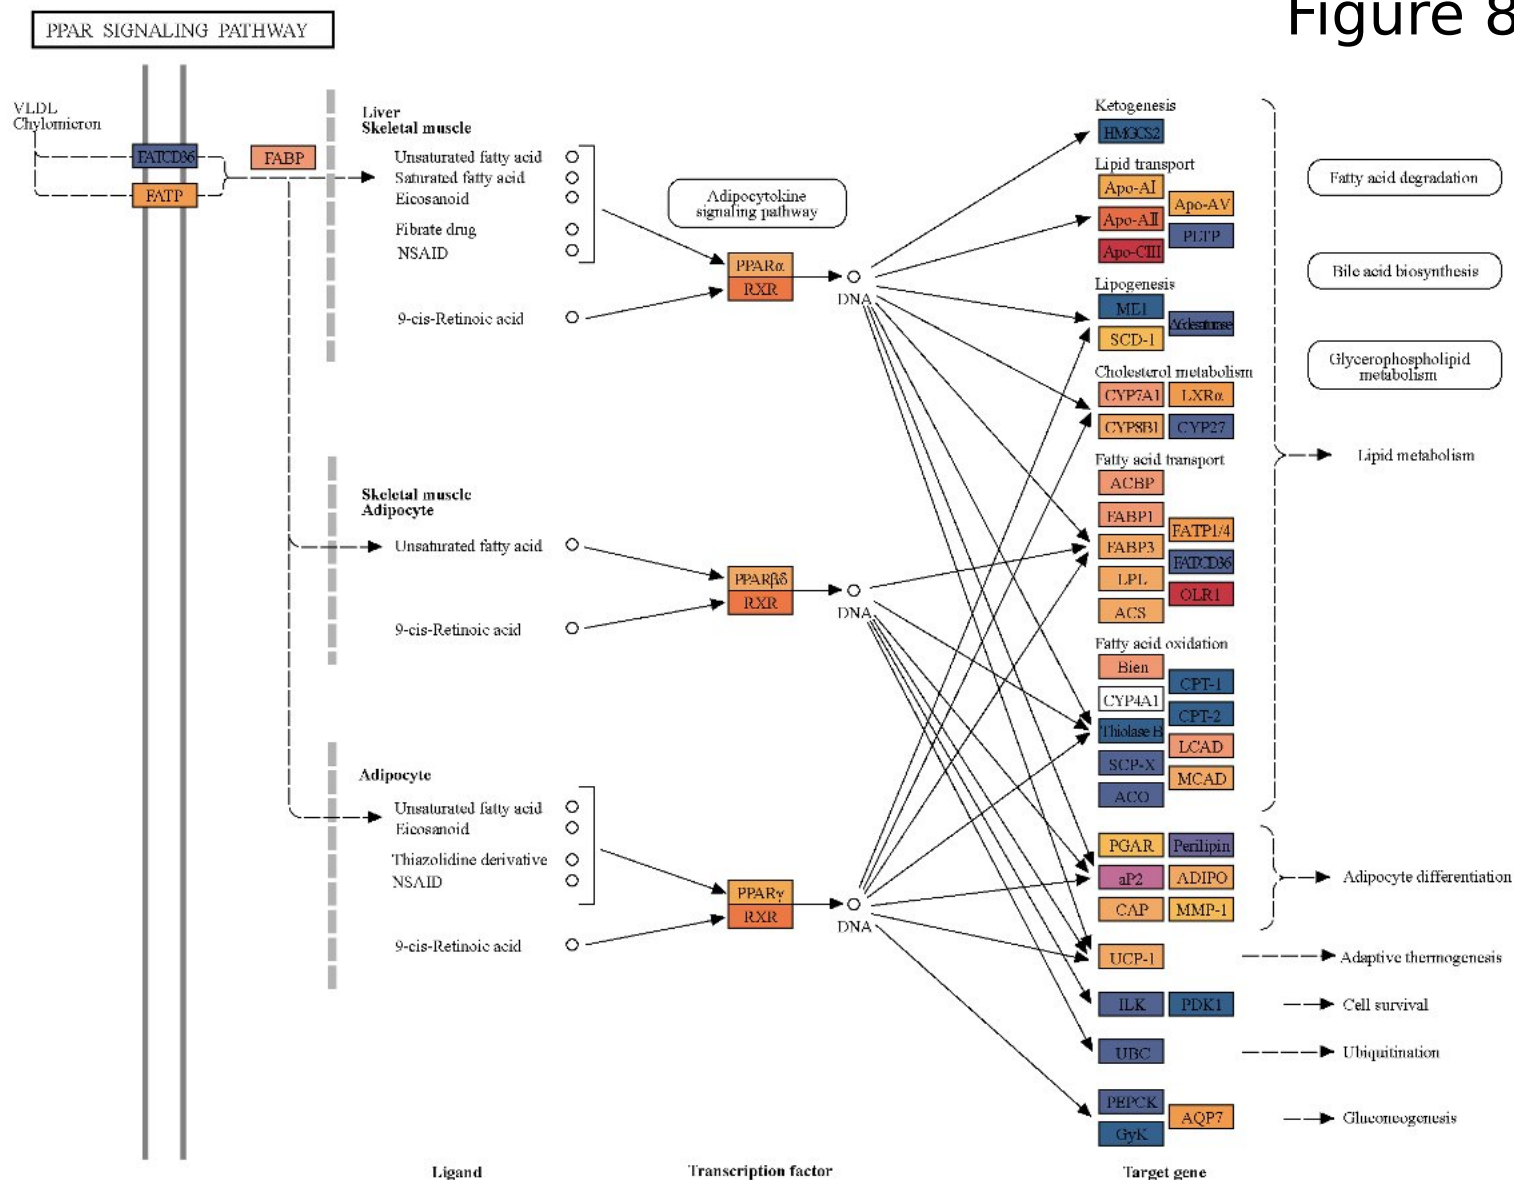 Figure 8
PPAR SIGNALING PATHWAY
VLDL
Chylomicron
FATCD36
FATP
FABP
Liver
Skeletal muscle
Unsaturated fatty acid
Saturated fatty acid
Eicosanoid
Fibrate drug
NSAID
9-cis-Retinoic acid
Adipocytokine
signaling pathway
PPARα
RXR
DNA
Skeletal muscle
Adipocyte
Unsaturated fatty acid
9-cis-Retinoic acid
PPARβδ
RXR
DNA
Adipocyte
Unsaturated fatty acid
Eicosanoid
Thiazolidine derivative
NSAID
9-cis-Retinoic acid
PPARγ
RXR
DNA
Ketogenesis
HMGCS2
Lipid transport
Apo-AI
Apo-AV
Apo-AII
PLTP
Apo-CIII
Lipogenesis
ME1
Δ6desaturase
SCD-1
Cholesterol metabolism
CYP7A1
LXRα
CYP8B1
CYP27
Fatty acid transport
ACBP
FABP1
FATP1/4
FABP3
FATCD36
LPL
OLR1
ACS
Fatty acid oxidation
Bien
CPT-1
CYP4A1
CPT-2
Thiolase B
LCAD
SCP-X
MCAD
ACO
PGAR
Perilipin
aP2
ADIPO
CAP
MMP-1
UCP-1
ILK
PDK1
UBC
PEPCK
AQP7
GyK
Fatty acid degradation
Bile acid biosynthesis
Glycerophospholipid
metabolism
Lipid metabolism
Adipocyte differentiation
Adaptive thermogenesis
Cell survival
Ubiquitination
Gluconeogenesis
Ligand
Transcription factor
Target gene